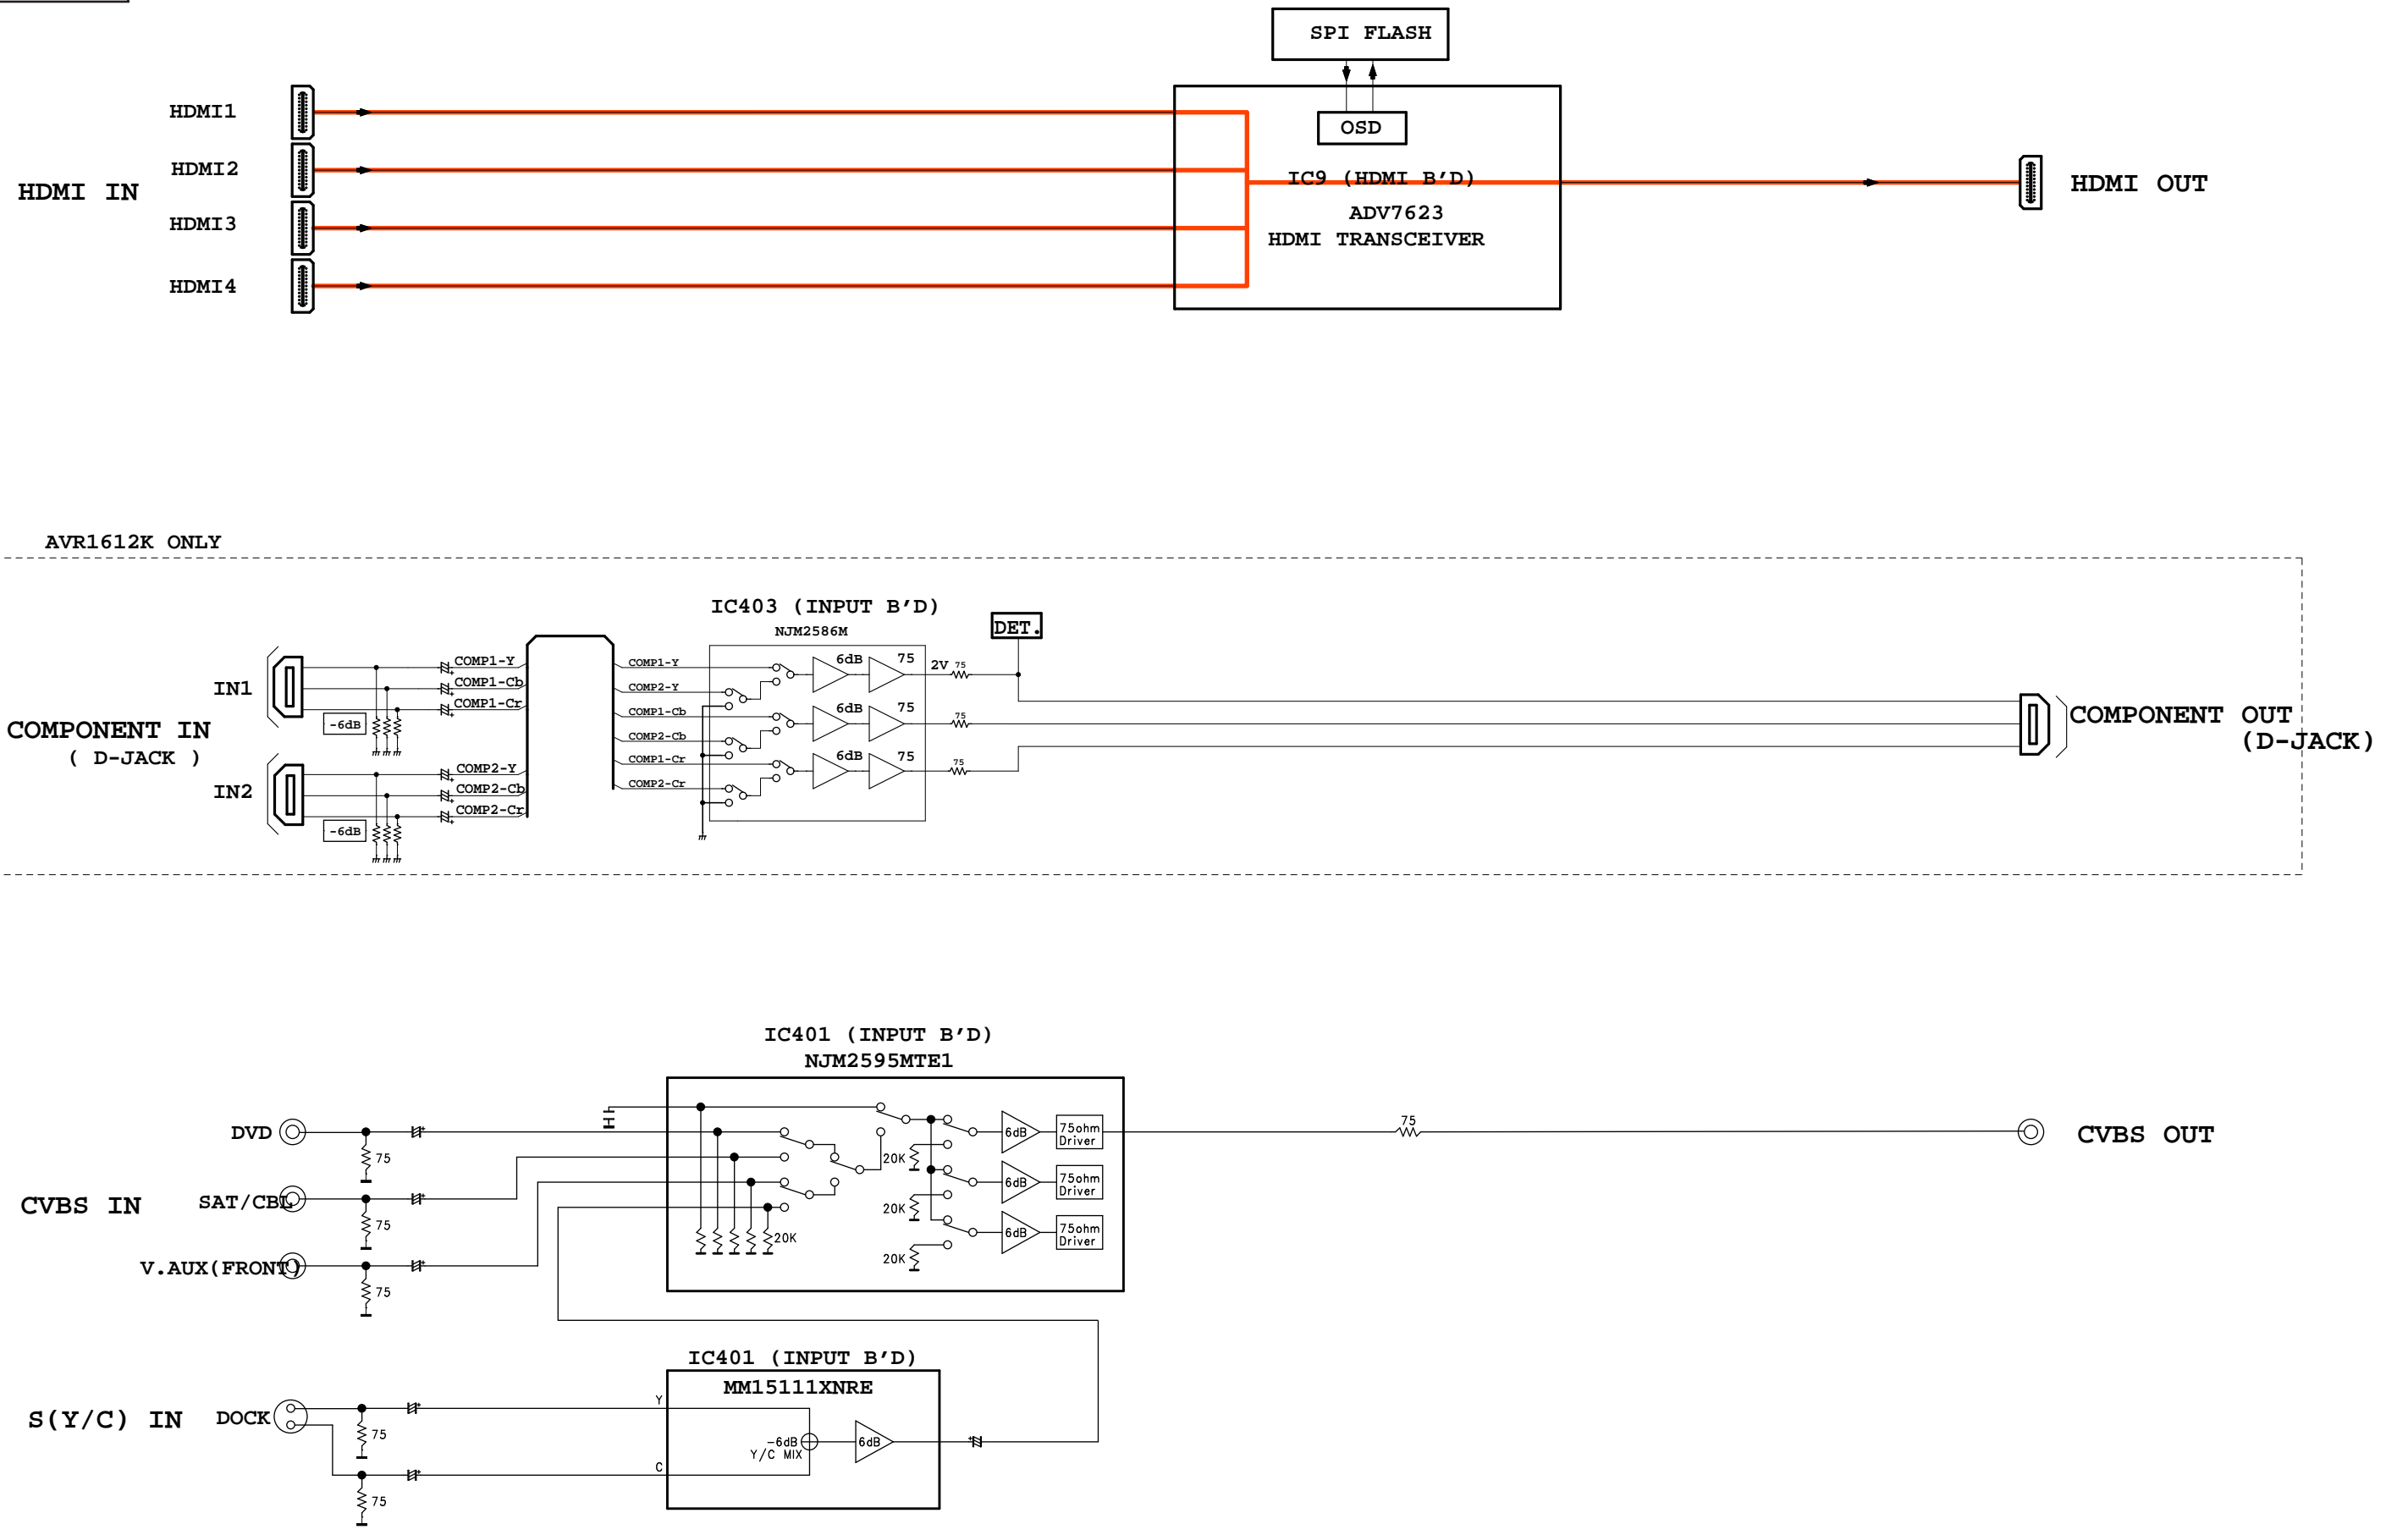 SPI FLASH
OSD
HDMI1
HDMI2
HDMI IN
HDMI3
HDMI4
IC9 (HDMI B'D)
ADV7623
HDMI TRANSCEIVER
HDMI OUT
AVR1612K ONLY
IC403 (INPUT B'D)
NJM2586M
DET.
IN1
COMP1-Y
COMP1-Cb
COMP1-Cr
-6dB
COMPONENT IN
( D-JACK )
IN2
COMP2-Y
COMP2-Cb
COMP2-Cr
-6dB
COMP1-Y
COMP2-Y
COMP1-Cb
COMP2-Cb
COMP1-Cr
COMP2-Cr
6dB 75 2V 75
6dB 75 75
6dB 75 75
COMPONENT OUT
(D-JACK)
IC401 (INPUT B'D)
NJM2595MTE1
DVD
75
CVBS IN
SAT/CBL
75
V.AUX(FRONT)
75
20K
20K
20K
20K
6dB
75ohm
Driver
6dB
75ohm
Driver
6dB
75ohm
Driver
75
CVBS OUT
IC401 (INPUT B'D)
MM15111XNRE
S(Y/C) IN
DOCK
75
75
Y
C
-6dB
Y/C MIX
6dB